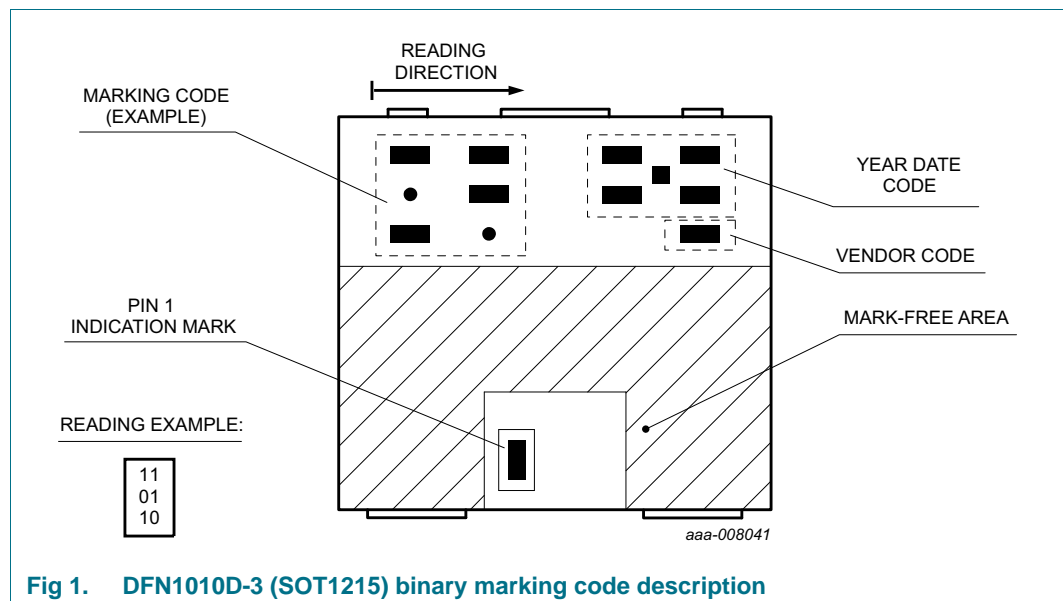 READING
DIRECTION
MARKING CODE
(EXAMPLE)
YEAR DATE
CODE
VENDOR CODE
PIN 1
INDICATION MARK
MARK-FREE AREA
READING EXAMPLE:
11
01
10
aaa-008041
Fig 1. DFN1010D-3 (SOT1215) binary marking code description